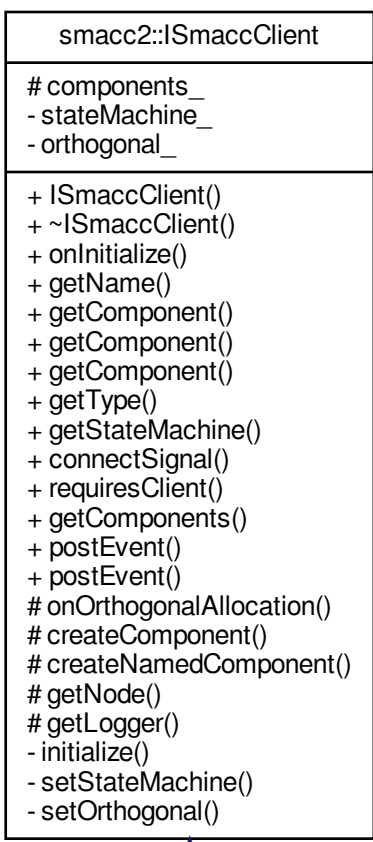 smacc2::ISmaccClient
# components_
- stateMachine_
- orthogonal_
+ ISmaccClient()
+ ~ISmaccClient()
+ onInitialize()
+ getName()
+ getComponent()
+ getComponent()
+ getComponent()
+ getType()
+ getStateMachine()
+ connectSignal()
+ requiresClient()
+ getComponents()
+ postEvent()
+ postEvent()
# onOrthogonalAllocation()
# createComponent()
# createNamedComponent()
# getNode()
# getLogger()
- initialize()
- setStateMachine()
- setOrthogonal()